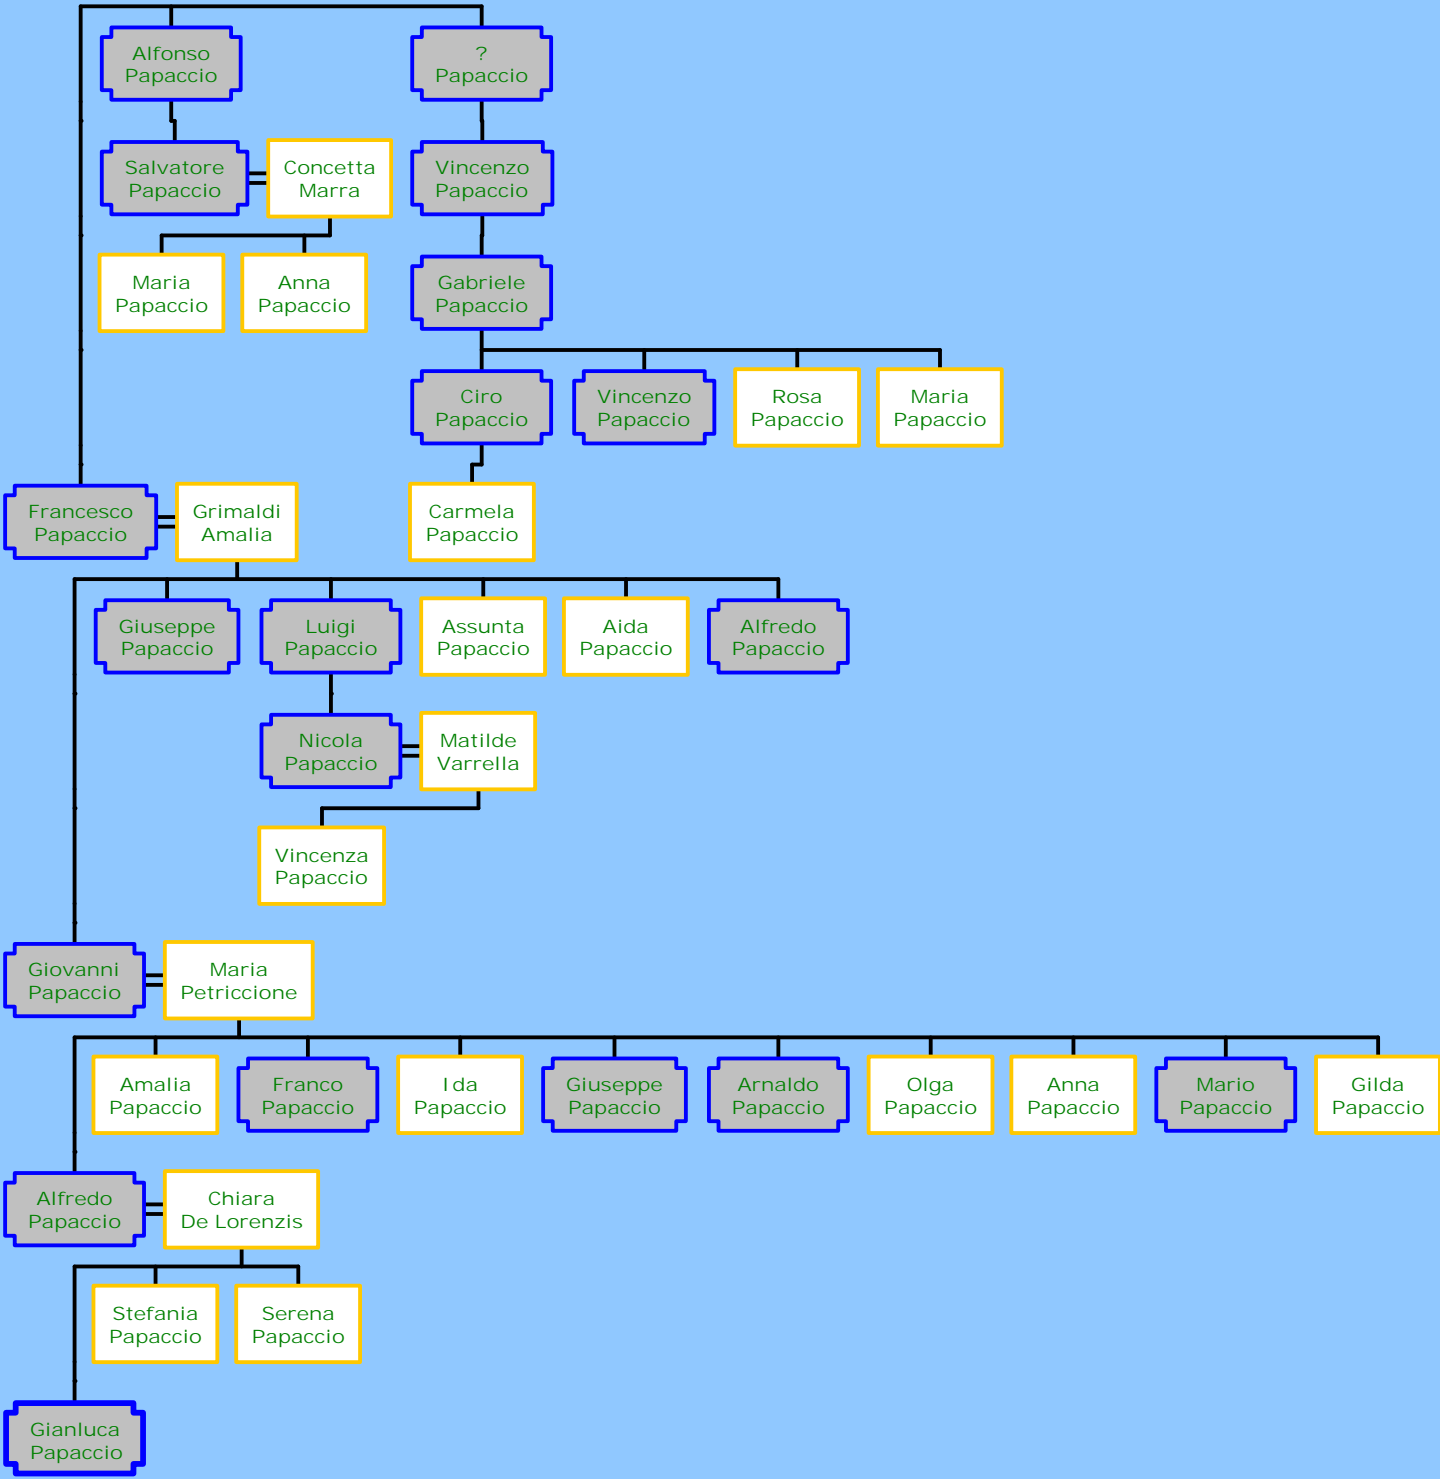 Alfonso
Papaccio
?
Papaccio
Salvatore
Papaccio
Concetta
Marra
Vincenzo
Papaccio
Maria
Papaccio
Anna
Papaccio
Gabriele
Papaccio
Ciro
Papaccio
Vincenzo
Papaccio
Rosa
Papaccio
Maria
Papaccio
Francesco
Papaccio
Grimaldi
Amalia
Carmela
Papaccio
Giuseppe
Papaccio
Luigi
Papaccio
Assunta
Papaccio
Aida
Papaccio
Alfredo
Papaccio
Nicola
Papaccio
Matilde
Varrella
Vincenza
Papaccio
Giovanni
Papaccio
Maria
Petriccione
Amalia
Papaccio
Franco
Papaccio
Ida
Papaccio
Giuseppe
Papaccio
Arnaldo
Papaccio
Olga
Papaccio
Anna
Papaccio
Mario
Papaccio
Gilda
Papaccio
Alfredo
Papaccio
Chiara
De Lorenzis
Stefania
Papaccio
Serena
Papaccio
Gianluca
Papaccio